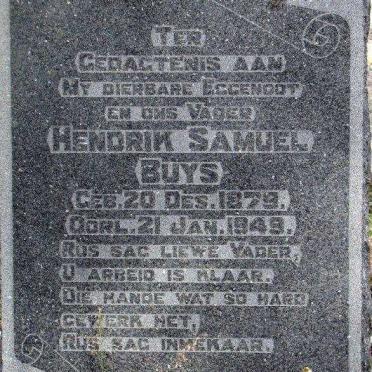 TER
GEDAGTENIS AAN
MY DIERBARE EGGENOOT
EN ONS VADER
HENDRIK SAMUEL
BUYS
GEB. 20 DES. 1879.
OORL. 21 JAN. 1949.
RUS SAG LIEWE VADER,
U ARBEID IS KLAAR.
DIE HANDE WAT SO HARD
GEWERK HET,
RUS SAG INMEKAAR.